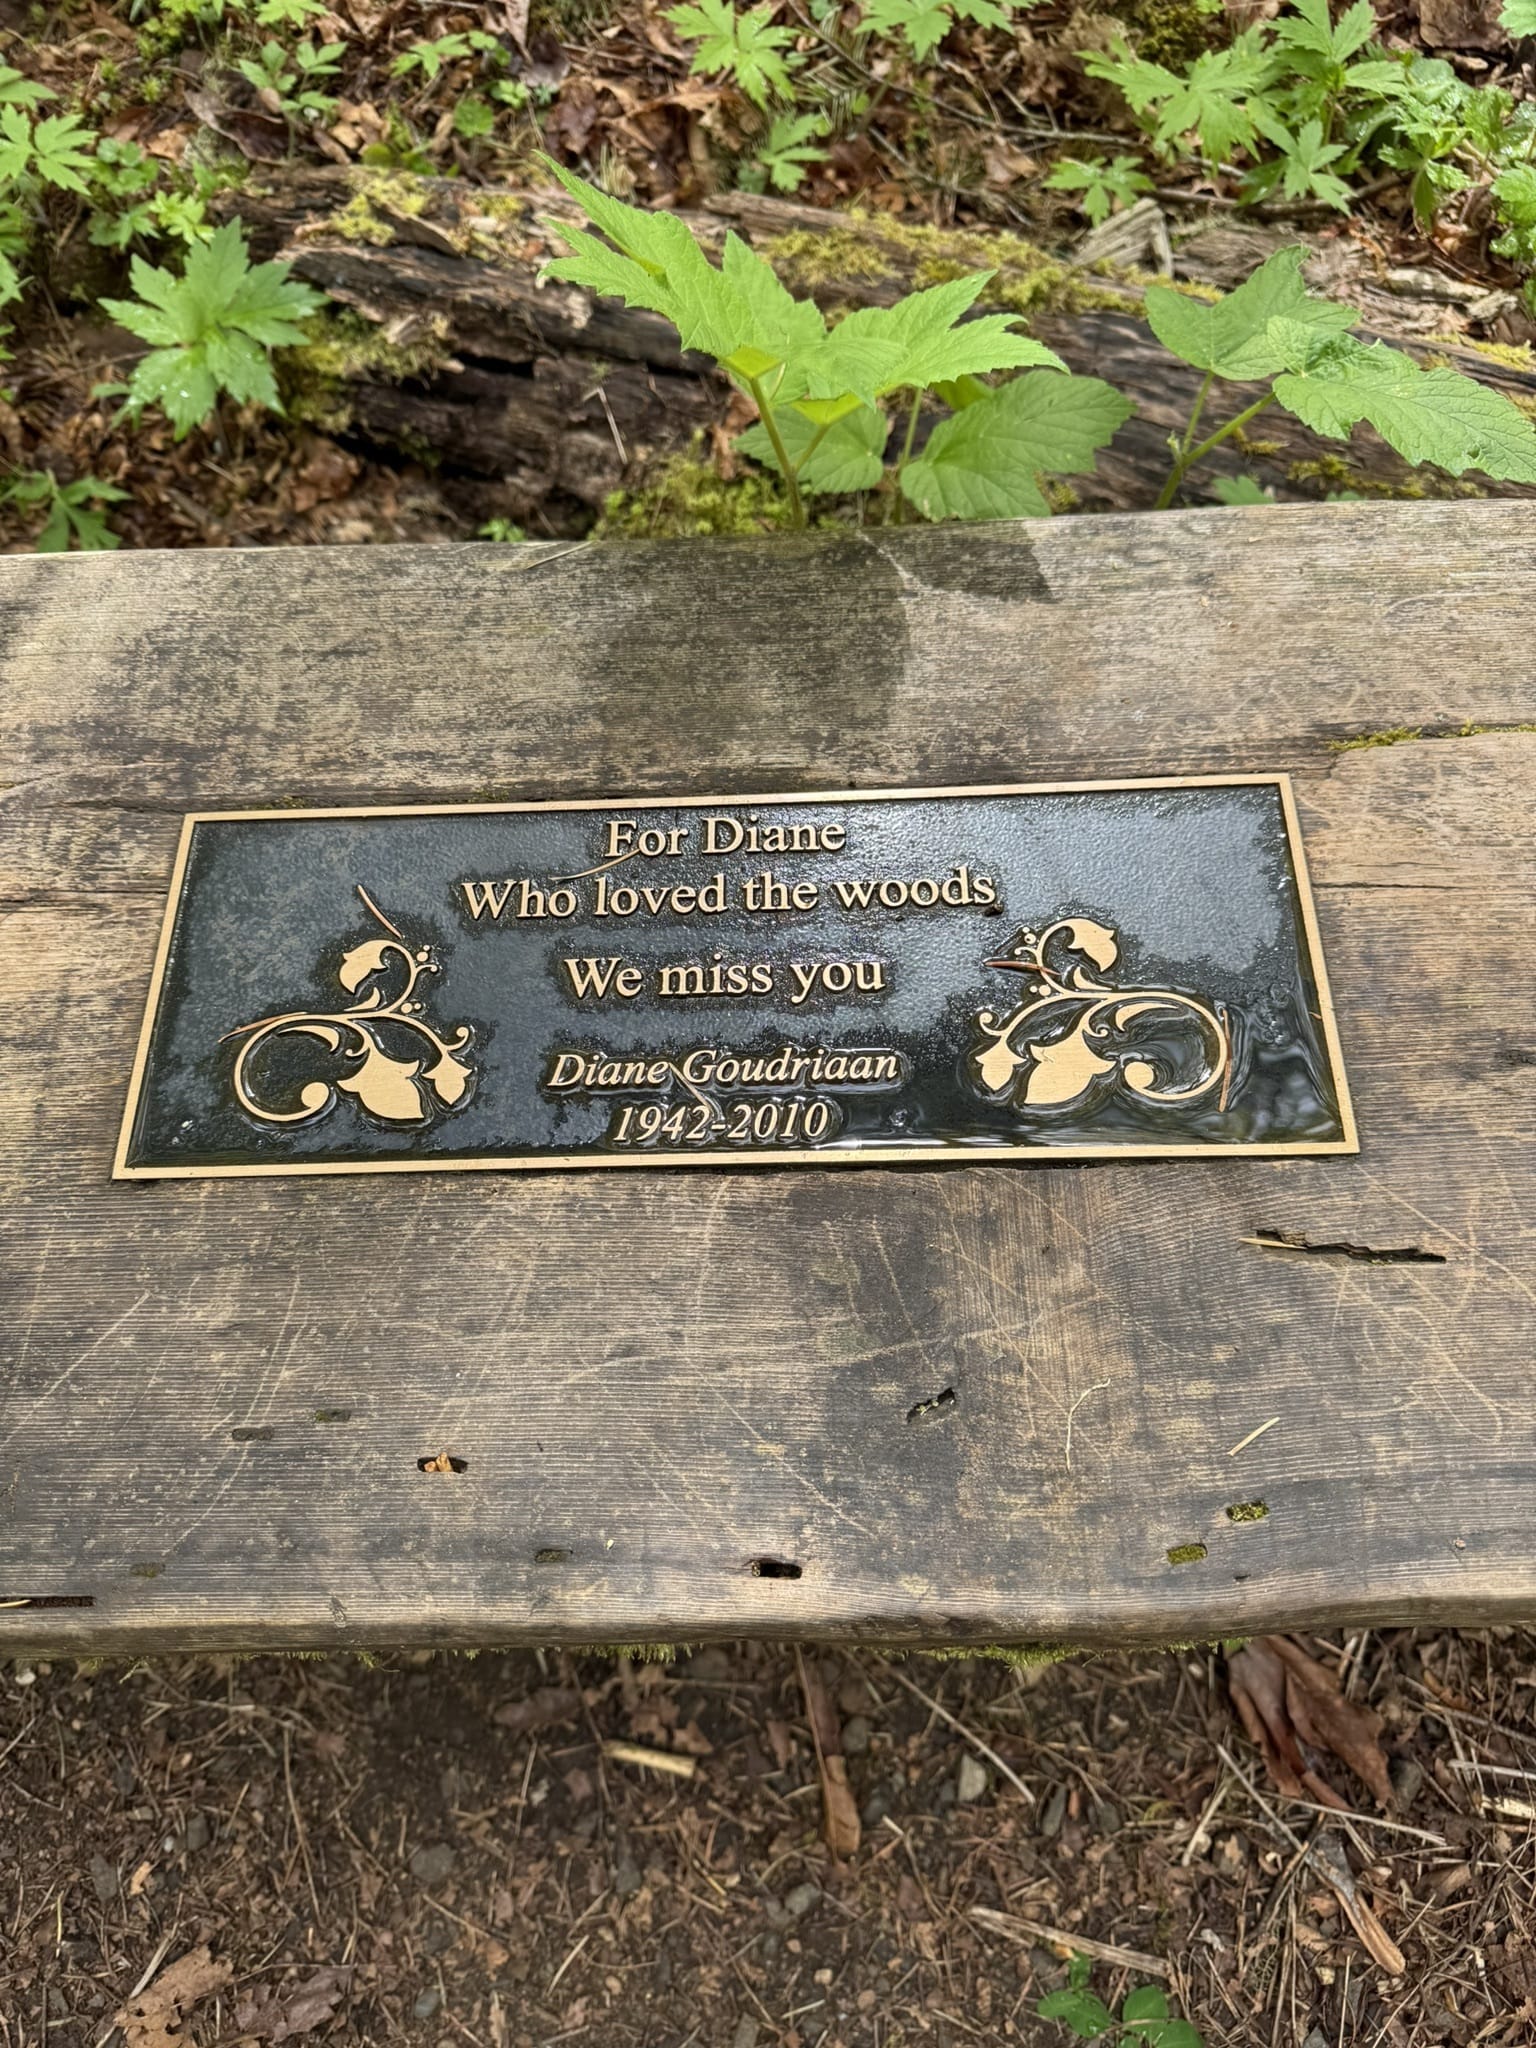 For Diane
Who loved the woods
We miss you
Diane Goudriaan
1942-2010